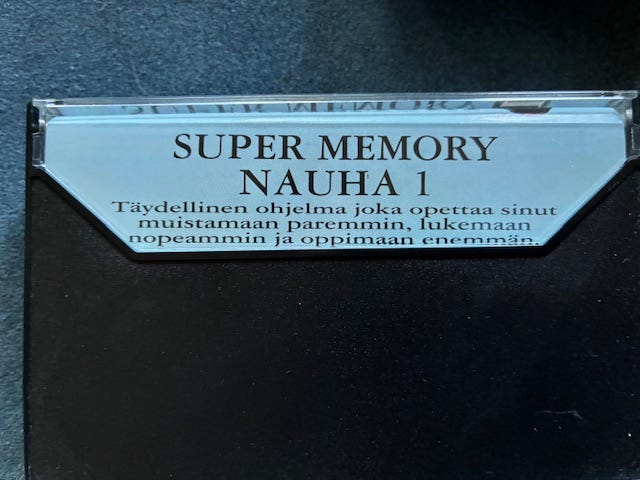 SUPER MEMORY
NAUHA 1
Täydellinen ohjelma joka opettaa sinut
muistamaan paremmin, lukemaan
nopeammin ja oppimaan enemmän.